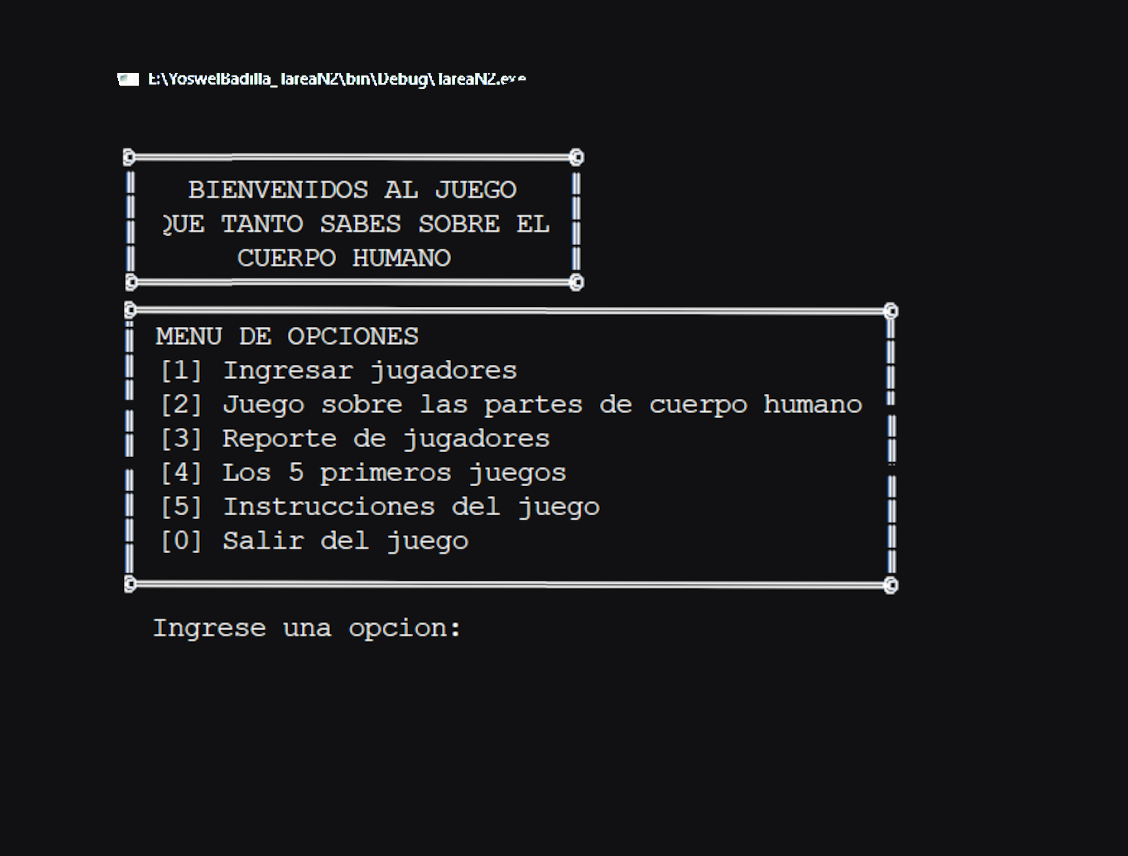 E:\YoswelBadilla_TareaN2\bin\Debug\TareaN2.exe
BIENVENIDOS AL JUEGO
QUE TANTO SABES SOBRE EL
CUERPO HUMANO
MENU DE OPCIONES
[1] Ingresar jugadores
[2] Juego sobre las partes de cuerpo humano
[3] Reporte de jugadores
[4] Los 5 primeros juegos
[5] Instrucciones del juego
[0] Salir del juego
Ingrese una opcion: